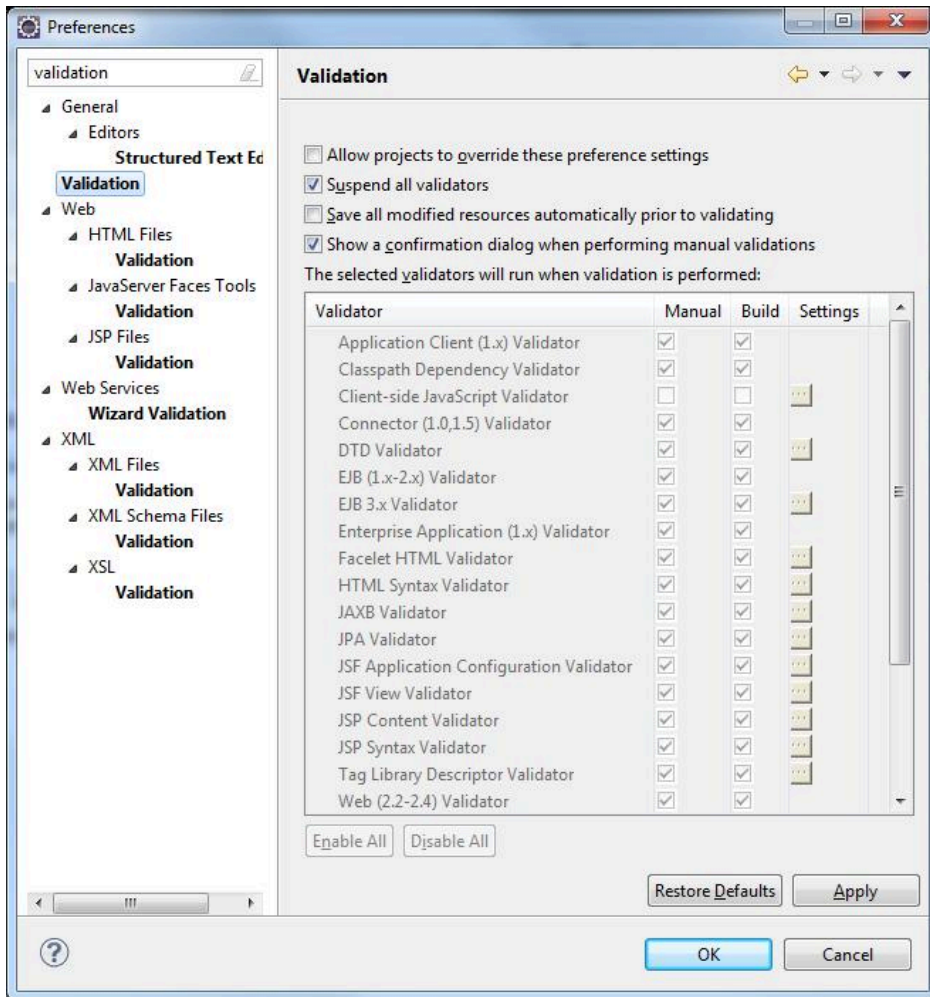 Preferences
validation
General
Editors
Structured Text Ed
Validation
Web
HTML Files
Validation
JavaServer Faces Tools
Validation
JSP Files
Validation
Web Services
Wizard Validation
XML
XML Files
Validation
XML Schema Files
Validation
XSL
Validation
Validation
Allow projects to override these preference settings
Suspend all validators
Save all modified resources automatically prior to validating
Show a confirmation dialog when performing manual validations
The selected validators will run when validation is performed:
Validator Manual Build Settings
Application Client (1.x) Validator
Classpath Dependency Validator
Client-side JavaScript Validator ...
Connector (1.0,1.5) Validator
DTD Validator ...
EJB (1.x-2.x) Validator
EJB 3.x Validator ...
Enterprise Application (1.x) Validator
Facelet HTML Validator ...
HTML Syntax Validator ...
JAXB Validator ...
JPA Validator ...
JSF Application Configuration Validator ...
JSF View Validator ...
JSP Content Validator ...
JSP Syntax Validator ...
Tag Library Descriptor Validator ...
Web (2.2-2.4) Validator
Enable All Disable All
Restore Defaults Apply
? OK Cancel